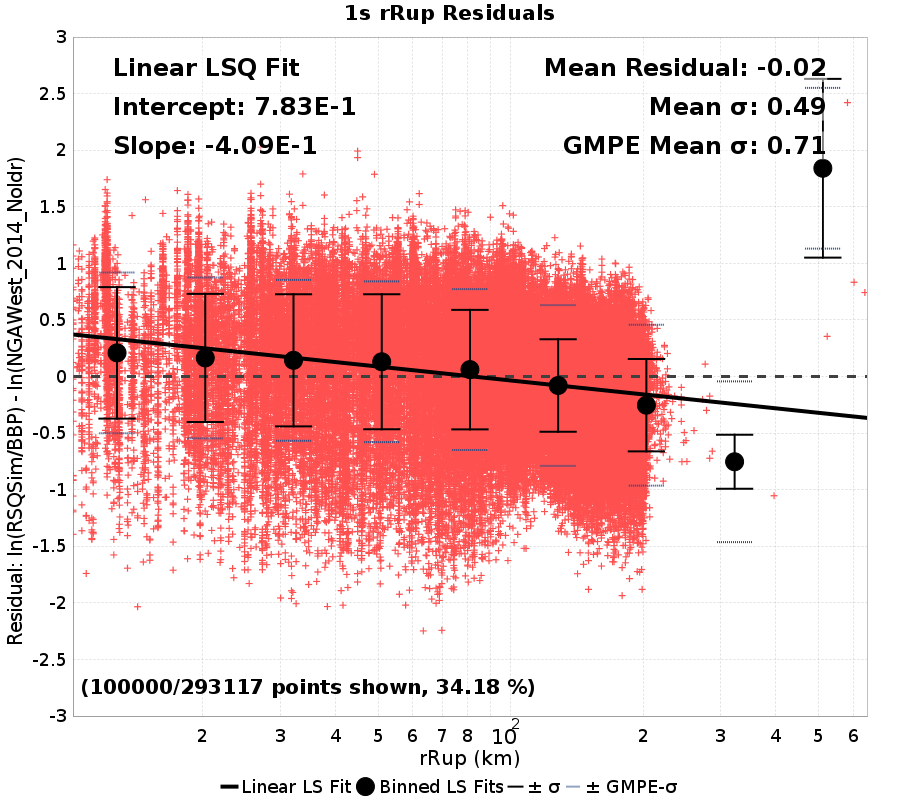 1s rRup Residuals
Linear LSQ Fit
Intercept: 7.83E-1
Slope: -4.09E-1
Mean Residual: -0.02
Mean σ: 0.49
GMPE Mean σ: 0.71
Residual: ln(RSQSim/BBP) - ln(NGAWest_2014_NoIdr)
3
2.5
2
1.5
1
0.5
0
-0.5
-1
-1.5
-2
-2.5
-3
(100000/293117 points shown, 34.18 %)
2 3 4 5 6 7 8 10² 2 3 4 5 6
rRup (km)
Linear LS Fit Binned LS Fits ± σ ± GMPE-σ